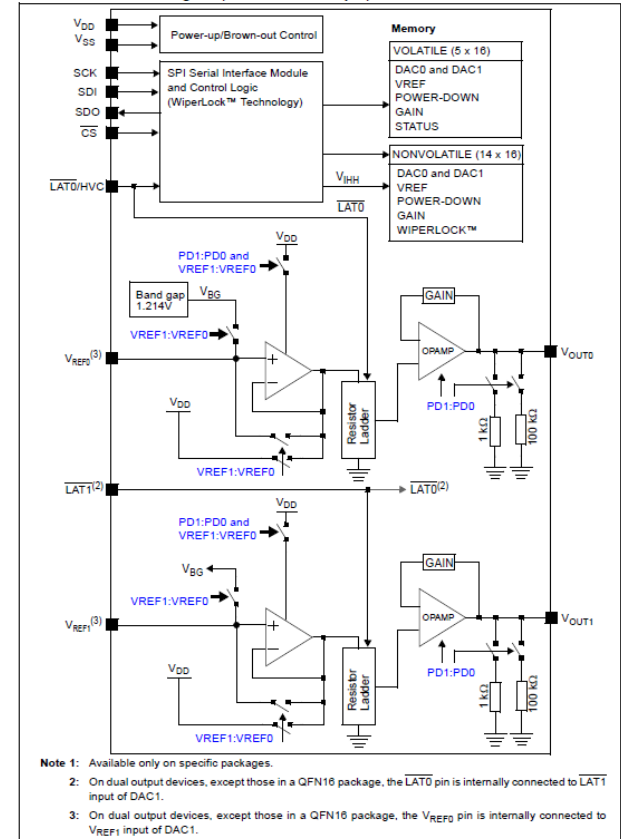 VDD
VSS
Power-up/Brown-out Control
Memory
VOLATILE (5 x 16)
DAC0 and DAC1
VREF
POWER-DOWN
GAIN
STATUS
SCK
SDI
SDO
CS
SPI Serial Interface Module
and Control Logic
(WiperLock™ Technology)
NONVOLATILE (14 x 16)
DAC0 and DAC1
VREF
POWER-DOWN
GAIN
WIPERLOCK™
LAT0/HVC
VIHH
LAT0
VDD
PD1:PD0 and
VREF1:VREF0
Band gap
1.214V
VBG
VREF1:VREF0
VREF0(3)
+
−
VDD
VREF1:VREF0
Resistor
Ladder
GAIN
OPAMP
PD1:PD0
VOUT0
1 kΩ
100 kΩ
LAT1(2)
LAT0(2)
VDD
PD1:PD0 and
VREF1:VREF0
VBG
VREF1:VREF0
VREF1(3)
+
−
VDD
VREF1:VREF0
Resistor
Ladder
GAIN
OPAMP
PD1:PD0
VOUT1
1 kΩ
100 kΩ
Note 1: Available only on specific packages.
2: On dual output devices, except those in a QFN16 package, the LAT0 pin is internally connected to LAT1
input of DAC1.
3: On dual output devices, except those in a QFN16 package, the VREF0 pin is internally connected to
VREF1 input of DAC1.